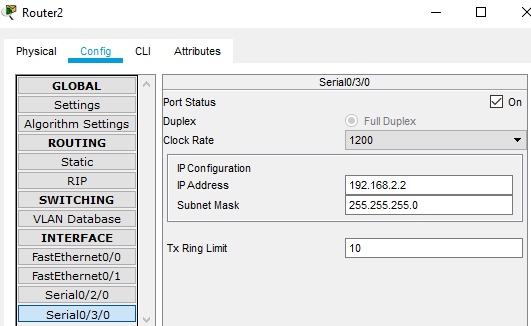 Router2
Physical Config CLI Attributes
GLOBAL
Settings
Algorithm Settings
ROUTING
Static
RIP
SWITCHING
VLAN Database
INTERFACE
FastEthernet0/0
FastEthernet0/1
Serial0/2/0
Serial0/3/0
Serial0/3/0
Port Status On
Duplex Full Duplex
Clock Rate 1200
IP Configuration
IP Address 192.168.2.2
Subnet Mask 255.255.255.0
Tx Ring Limit 10